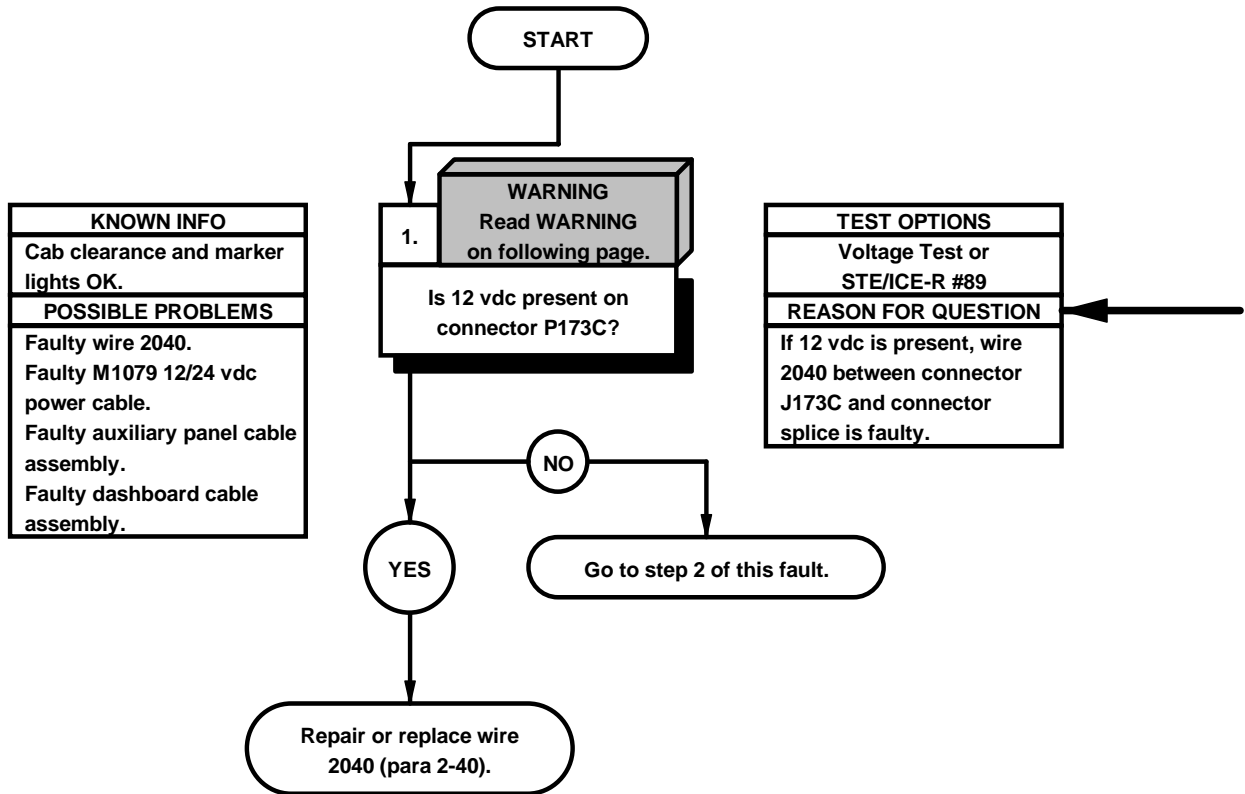 START
KNOWN INFO
Cab clearance and marker
lights OK.
POSSIBLE PROBLEMS
Faulty wire 2040.
Faulty M1079 12/24 vdc
power cable.
Faulty auxiliary panel cable
assembly.
Faulty dashboard cable
assembly.
1.
WARNING
Read WARNING
on following page.
Is 12 vdc present on
connector P173C?
TEST OPTIONS
Voltage Test or
STE/ICE-R #89
REASON FOR QUESTION
If 12 vdc is present, wire
2040 between connector
J173C and connector
splice is faulty.
NO
YES
Go to step 2 of this fault.
Repair or replace wire
2040 (para 2-40).